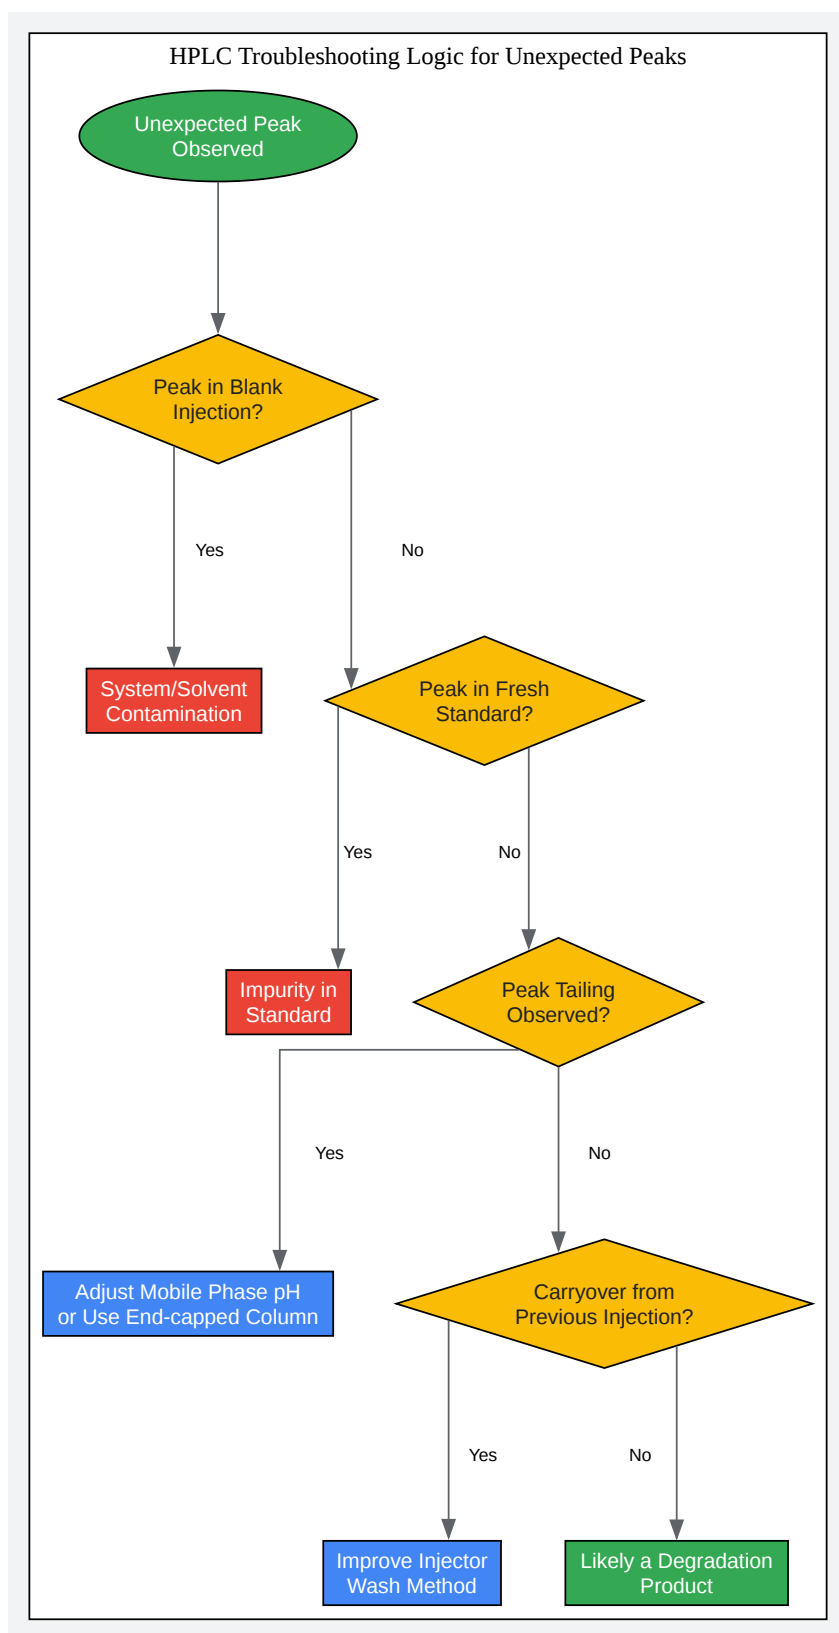 HPLC Troubleshooting Logic for Unexpected Peaks
Unexpected Peak
Observed
Peak in Blank
Injection?
Yes
No
System/Solvent
Contamination
Peak in Fresh
Standard?
Yes
No
Impurity in
Standard
Peak Tailing
Observed?
Yes
No
Adjust Mobile Phase pH
or Use End-capped Column
Carryover from
Previous Injection?
Yes
No
Improve Injector
Wash Method
Likely a Degradation
Product